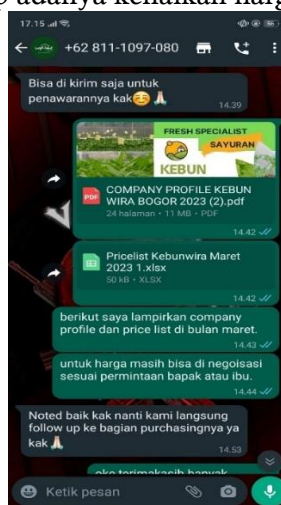 adanya kenaikan harg
17.15
+62 811-1097-080
Bisa di kirim saja untuk
penawarannya kak😊🙏
14.39
FRESH SPECIALIST
SAYURAN
KEBUN
PDF
COMPANY PROFILE KEBUN
WIRA BOGOR 2023 (2).pdf
24 halaman • 11 MB • PDF
14.42
Pricelist Kebunwira Maret
2023 1.xlsx
50 kB • XLSX
14.42
berikut saya lampirkan company
profile dan price list di bulan maret.
14.43
untuk harga masih bisa di negoisasi
sesuai permintaan bapak atau ibu.
14.44
Noted baik kak nanti kami langsung
follow up ke bagian purchasingnya ya
kak🙏
14.53
oke terimakasih banyak
Ketik pesan